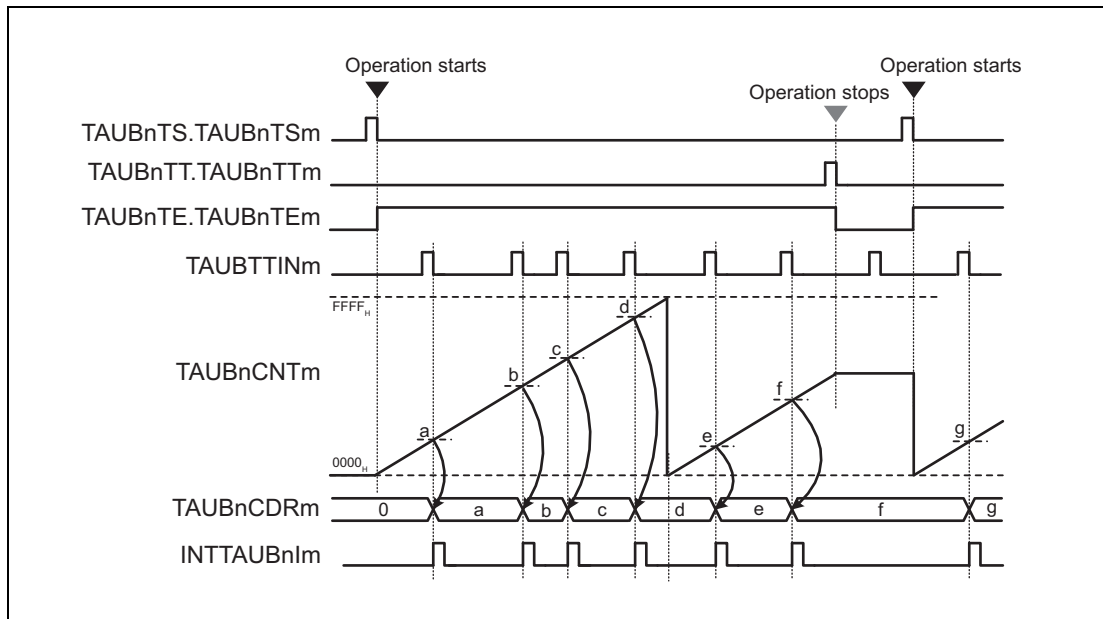 Operation starts
Operation starts
Operation stops
TAUBnTS.TAUBnTSm
TAUBnTT.TAUBnTTm
TAUBnTE.TAUBnTEm
TAUBTTINm
FFFFH
d
c
TAUBnCNTm
b
f
a
e
g
0000H
TAUBnCDRm
0 a b c d e f g
INTTAUBnIm